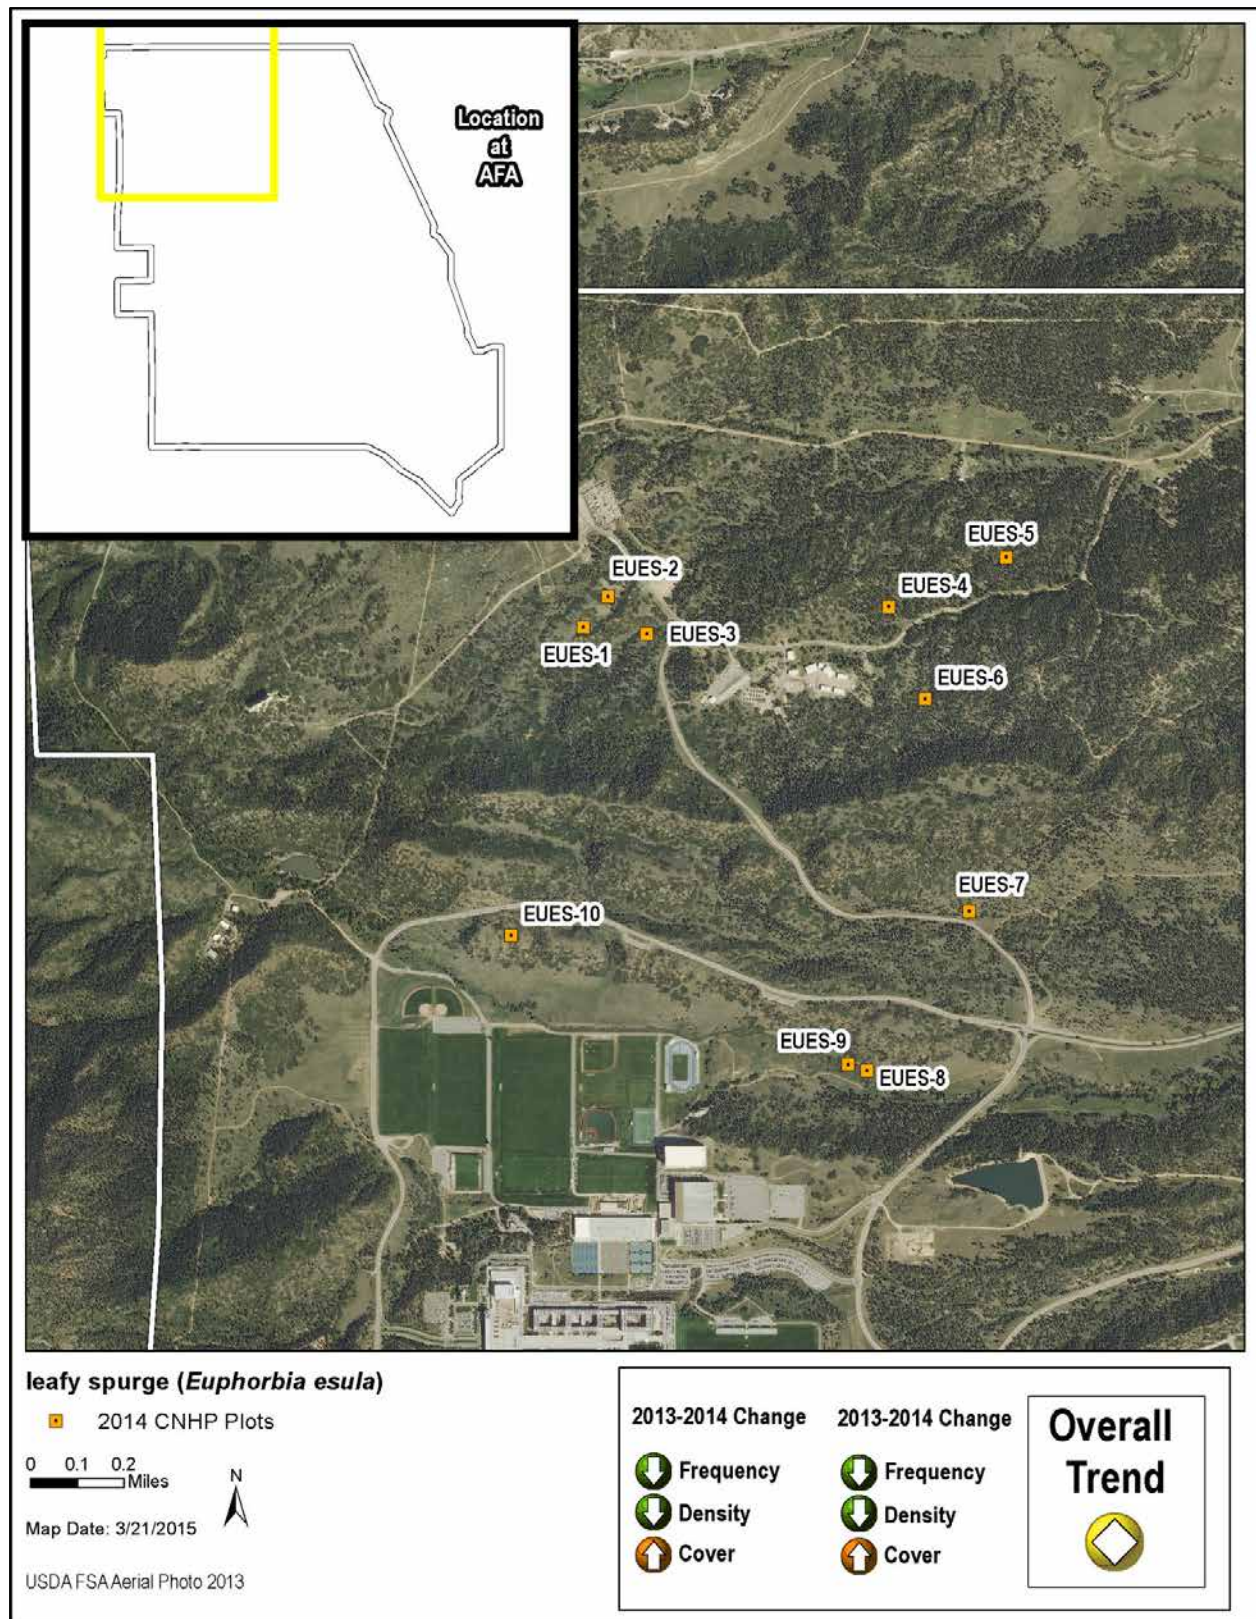 Location
at
AFA
EUES-5
EUES-2
EUES-4
EUES-1
EUES-3
EUES-6
EUES-7
EUES-10
EUES-9
EUES-8
leafy spurge (Euphorbia esula)
2014 CNHP Plots
0 0.1 0.2
Miles
N
Map Date: 3/21/2015
USDA FSA Aerial Photo 2013
2013-2014 Change
Frequency
Density
Cover
2013-2014 Change
Frequency
Density
Cover
Overall
Trend